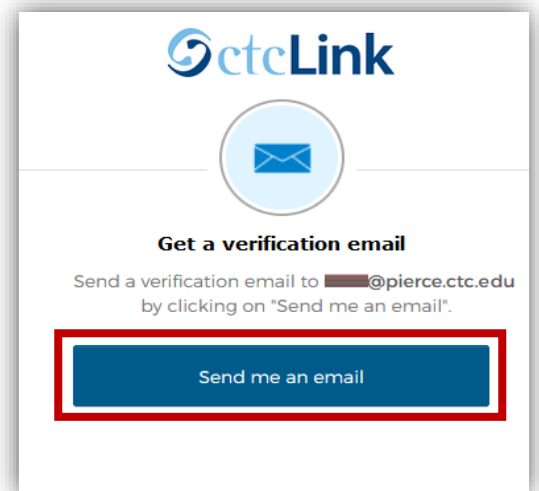 ctcLink
Get a verification email
Send a verification email to @pierce.ctc.edu
by clicking on "Send me an email".
Send me an email